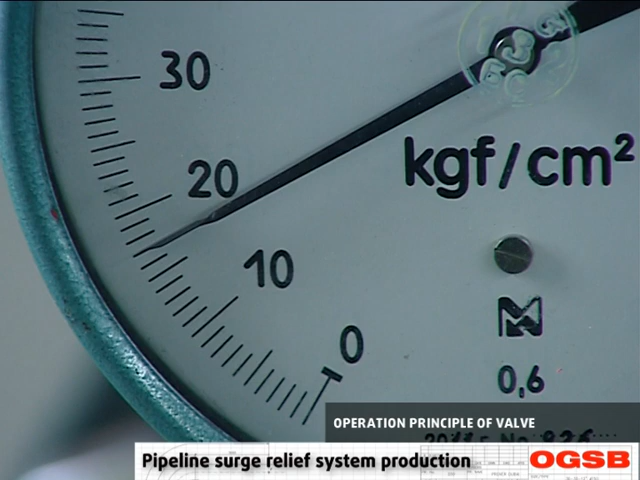 30
kgf/cm²
20
10
0
0,6
OPERATION PRINCIPLE OF VALVE
Pipeline surge relief system production
OGSB